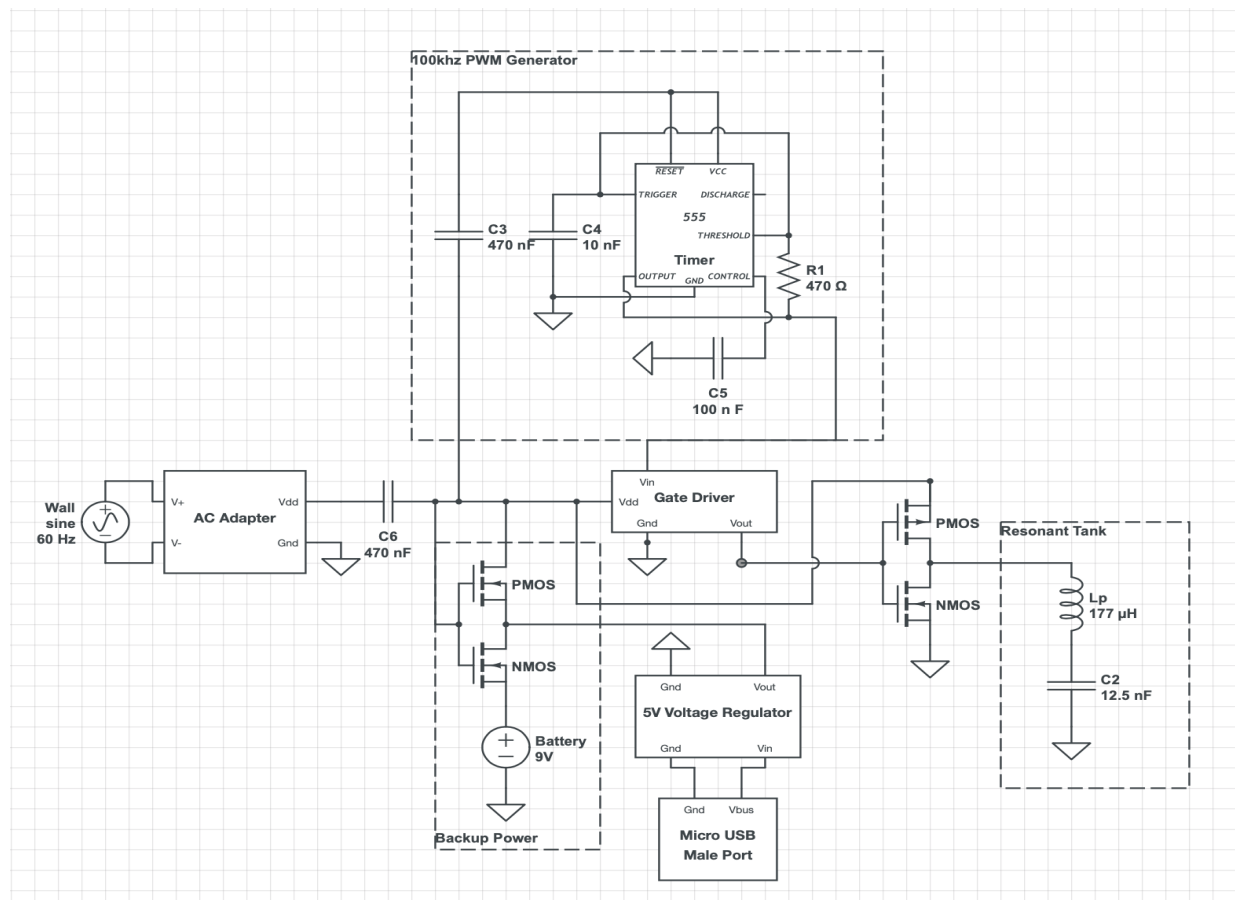 100khz PWM Generator
RESET
VCC
TRIGGER
DISCHARGE
555
THRESHOLD
Timer
OUTPUT
GND
CONTROL
C3
470 nF
C4
10 nF
R1
470 Ω
C5
100 n F
Wall
sine
60 Hz
V+
V-
AC Adapter
Vdd
Gnd
C6
470 nF
Vin
Vdd
Gate Driver
Gnd
Vout
PMOS
NMOS
Resonant Tank
Lp
177 µH
C2
12.5 nF
PMOS
NMOS
Battery
9V
Backup Power
Gnd
Vout
5V Voltage Regulator
Gnd
Vin
Gnd
Vbus
Micro USB
Male Port